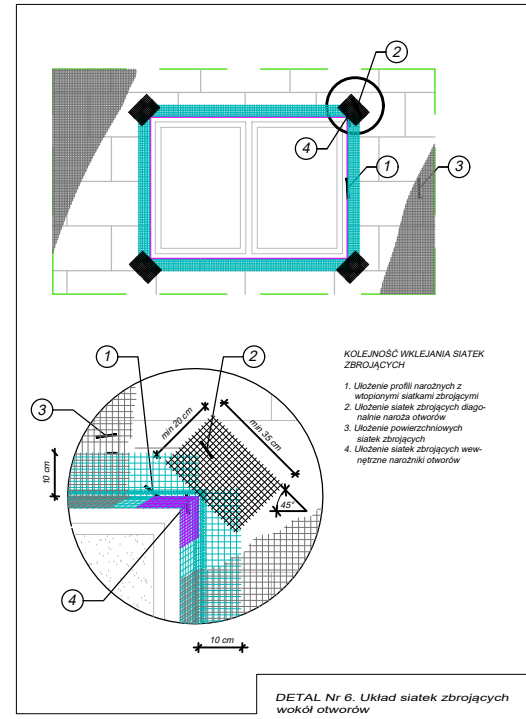 2
4
1
3
1
2
3
4
min 20 cm
min 35 cm
10 cm
45°
10 cm
KOLEJNOŚĆ WKLEJANIA SIATEK
ZBROJĄCYCH
1. Ułożenie profili narożnych z
wtopionymi siatkami zbrojącymi
2. Ułożenie siatek zbrojących diago-
nalnie naroża otworów
3. Ułożenie powierzchniowych
siatek zbrojących
4. Ułożenie siatek zbrojących wew-
nętrzne narożniki otworów
DETAL Nr 6. Układ siatek zbrojących
wokół otworów